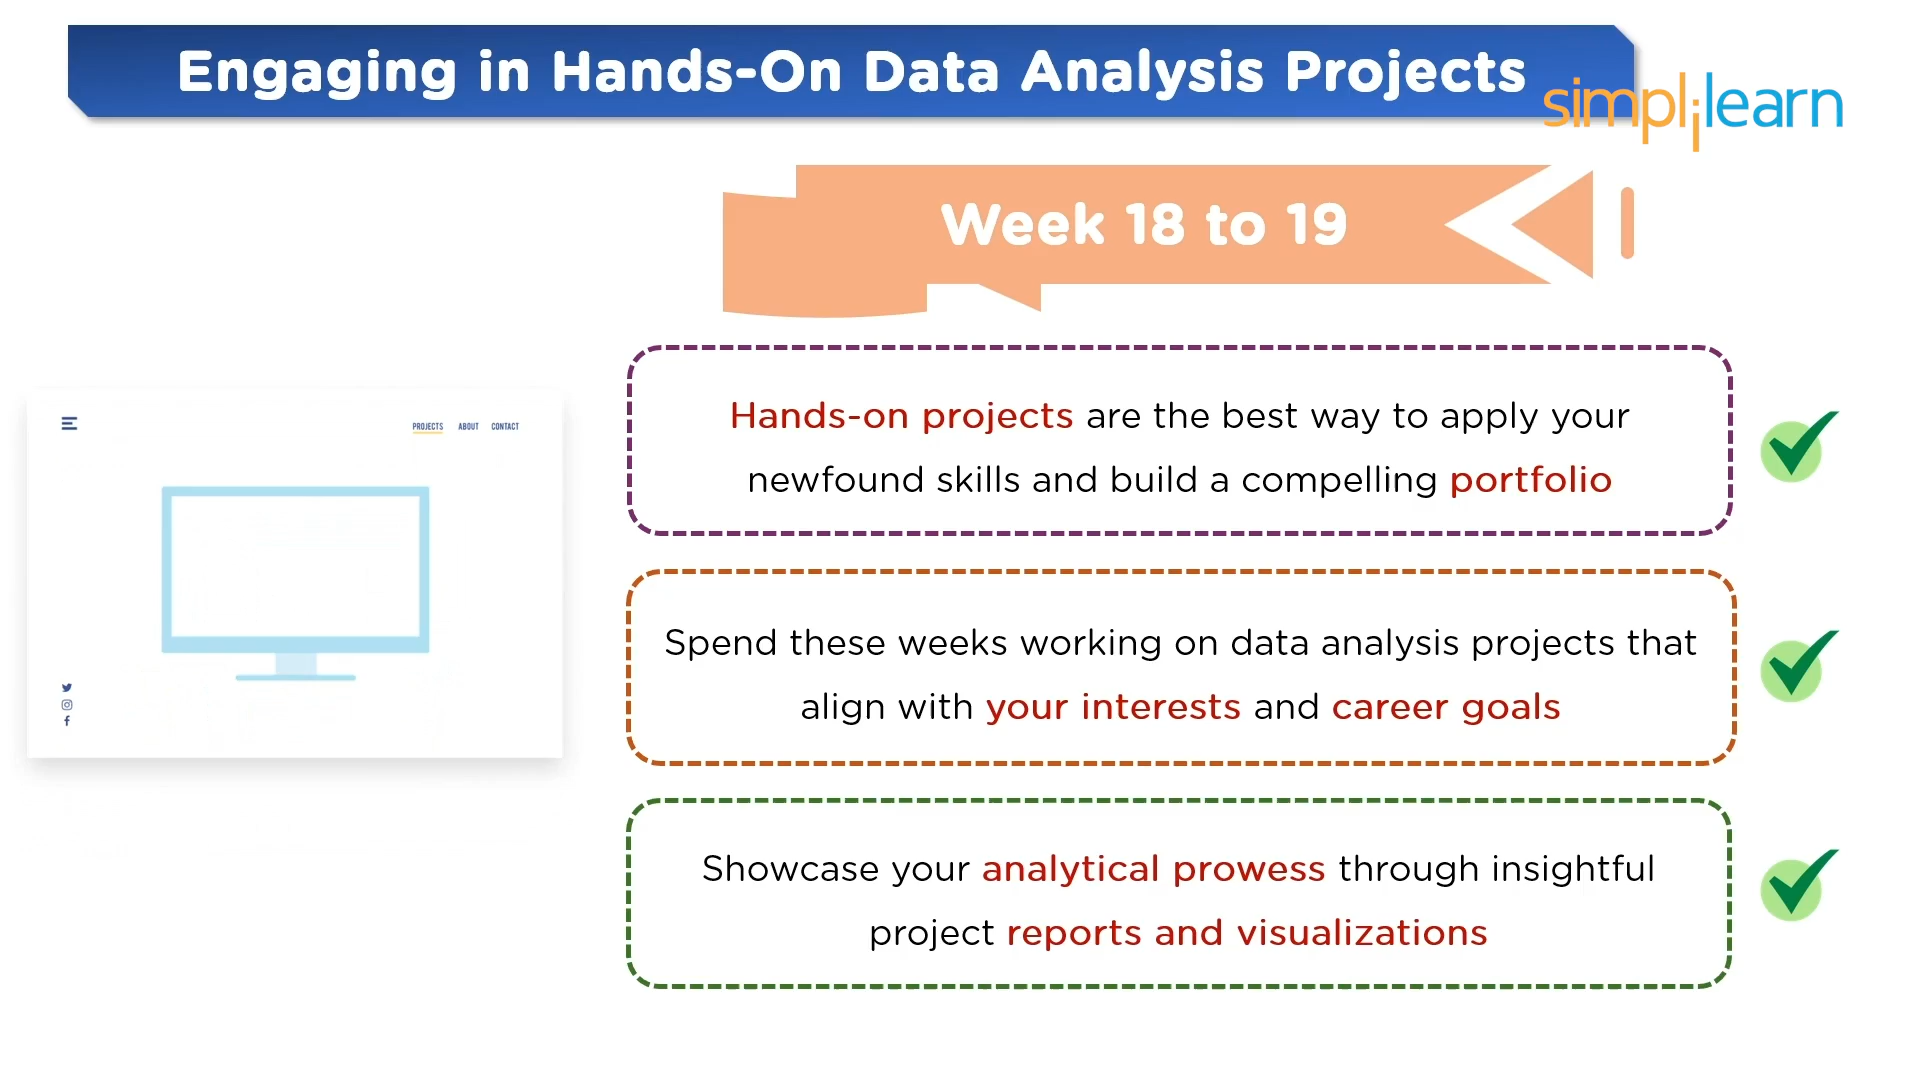 Engaging in Hands-On Data Analysis Projects
simplilearn
Week 18 to 19
Hands-on projects are the best way to apply your
newfound skills and build a compelling portfolio
PROJECTS ABOUT CONTACT
Spend these weeks working on data analysis projects that
align with your interests and career goals
Showcase your analytical prowess through insightful
project reports and visualizations